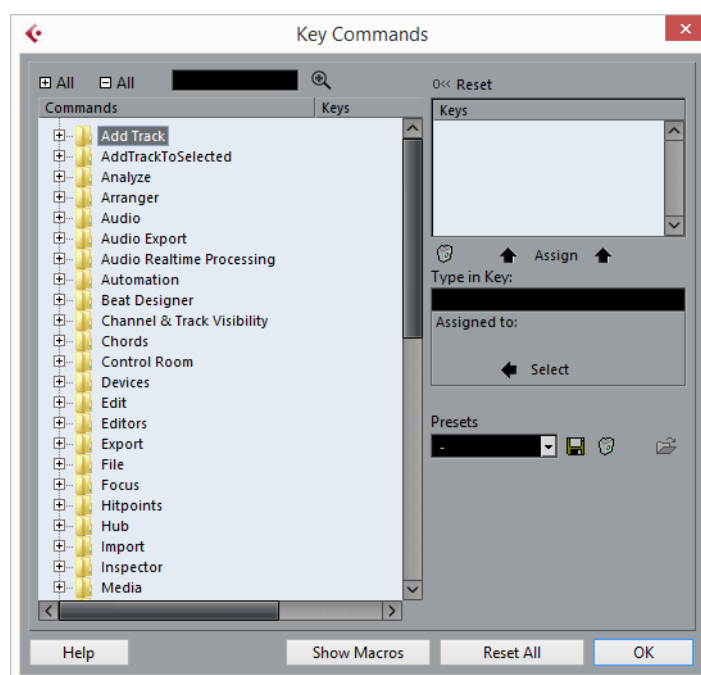 Key Commands
All All
0<< Reset
Commands Keys
Keys
Add Track
AddTrackToSelected
Analyze
Arranger
Audio
Audio Export
Audio Realtime Processing
Automation
Beat Designer
Channel & Track Visibility
Chords
Control Room
Devices
Edit
Editors
Export
File
Focus
Hitpoints
Hub
Import
Inspector
Media
Assign
Type in Key:
Assigned to:
Select
Presets
-
Help Show Macros Reset All OK